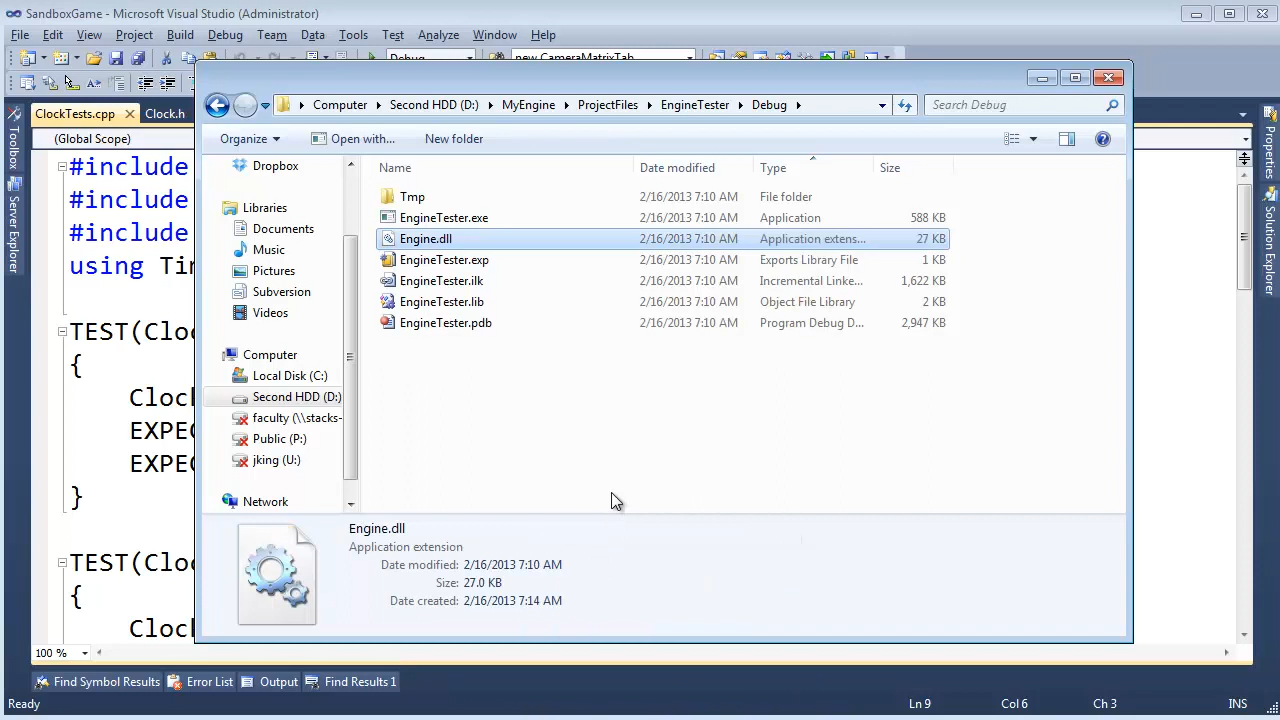 SandboxGame - Microsoft Visual Studio (Administrator)
File Edit View Project Build Debug Team Data Tools Test Analyze Window Help
Debug new CameraMatrixTab
Computer Second HDD (D:) MyEngine ProjectFiles EngineTester Debug Search Debug
ClockTests.cpp Clock.h
(Global Scope)
Organize Open with... New folder
Toolbox
Server Explorer
Properties
Solution Explorer
#include
#include
#include
using Tim
TEST(Cloc
{
Cloc
EXPEC
EXPEC
}
TEST(Cloc
{
Cloc
Dropbox
Libraries
Documents
Music
Pictures
Subversion
Videos
Computer
Local Disk (C:)
Second HDD (D:)
faculty (\\stacks-
Public (P:)
jking (U:)
Network
Name Date modified Type Size
Tmp 2/16/2013 7:10 AM File folder
EngineTester.exe 2/16/2013 7:10 AM Application 588 KB
Engine.dll 2/16/2013 7:10 AM Application extens... 27 KB
EngineTester.exp 2/16/2013 7:10 AM Exports Library File 1 KB
EngineTester.ilk 2/16/2013 7:10 AM Incremental Linke... 1,622 KB
EngineTester.lib 2/16/2013 7:10 AM Object File Library 2 KB
EngineTester.pdb 2/16/2013 7:10 AM Program Debug D... 2,947 KB
Engine.dll
Application extension
Date modified: 2/16/2013 7:10 AM
Size: 27.0 KB
Date created: 2/16/2013 7:14 AM
100 %
Find Symbol Results Error List Output Find Results 1
Ready Ln 9 Col 6 Ch 3 INS